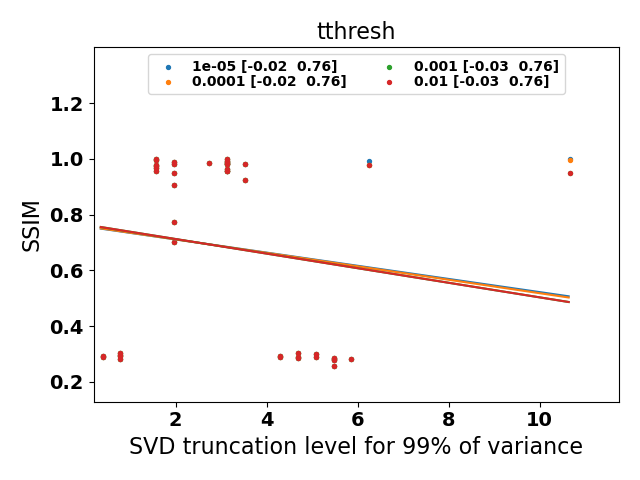 tthresh
1e-05 [-0.02  0.76]
0.0001 [-0.02  0.76]
0.001 [-0.03  0.76]
0.01 [-0.03  0.76]
SSIM
1.2
1.0
0.8
0.6
0.4
0.2
2 4 6 8 10
SVD truncation level for 99% of variance